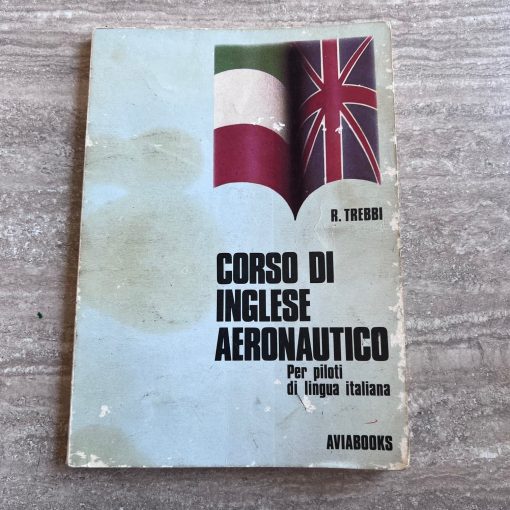 R. TREBBI
CORSO DI
INGLESE
AERONAUTICO
Per piloti
di lingua italiana
AVIABOOKS